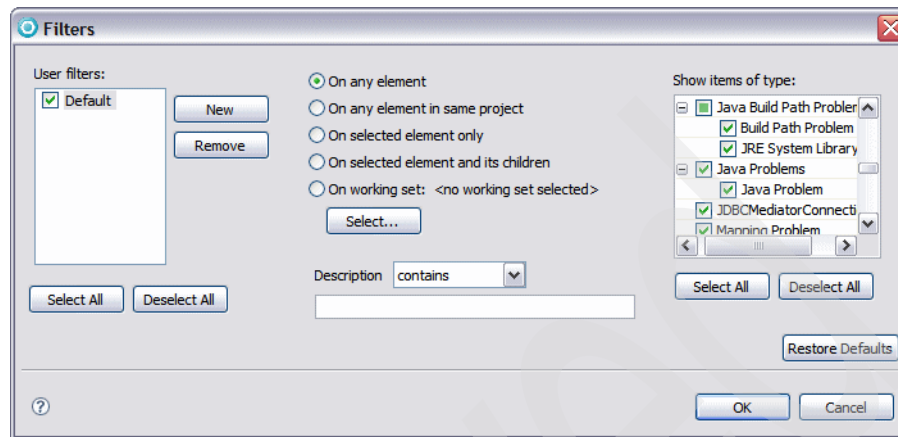 Filters
User filters:
Default
New
Remove
Select All
Deselect All
On any element
On any element in same project
On selected element only
On selected element and its children
On working set: <no working set selected>
Select...
Description
contains
Show items of type:
Java Build Path Problem
Build Path Problem
JRE System Library
Java Problems
Java Problem
JDBCMediatorConnecti
Mapping Problem
Select All
Deselect All
Restore Defaults
OK
Cancel